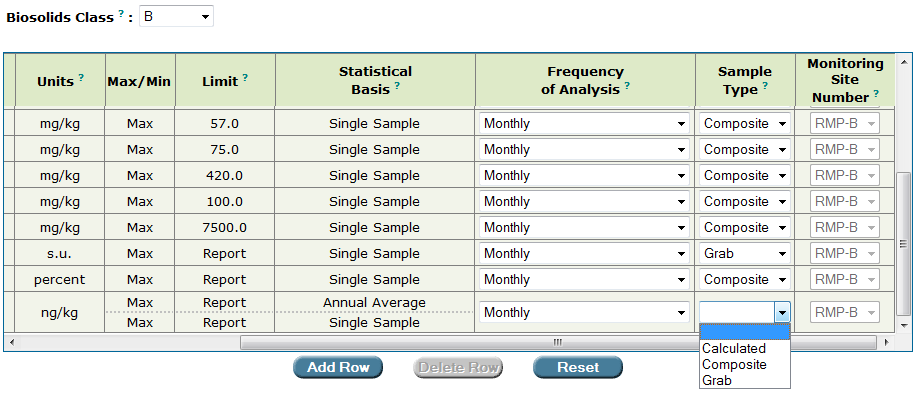 Biosolids Class ? : B
Units ? Max/Min Limit ? Statistical Basis ? Frequency of Analysis ? Sample Type ? Monitoring Site Number ?
mg/kg Max 57.0 Single Sample Monthly Composite RMP-B
mg/kg Max 75.0 Single Sample Monthly Composite RMP-B
mg/kg Max 420.0 Single Sample Monthly Composite RMP-B
mg/kg Max 100.0 Single Sample Monthly Composite RMP-B
mg/kg Max 7500.0 Single Sample Monthly Composite RMP-B
s.u. Max Report Single Sample Monthly Grab RMP-B
percent Max Report Single Sample Monthly Composite RMP-B
ng/kg Max Report Annual Average Monthly RMP-B
Max Report Single Sample
Calculated
Composite
Grab
Add Row Delete Row Reset